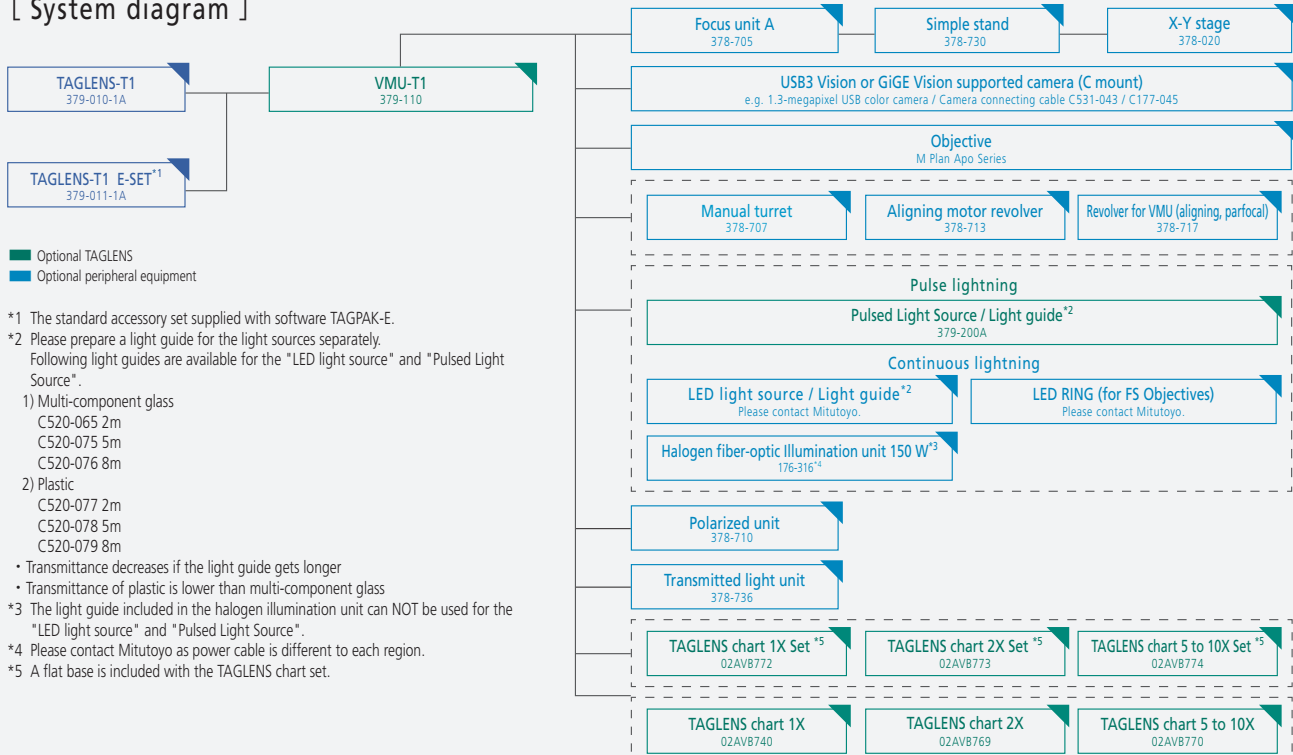 [ System diagram ]
TAGLENS-T1
379-010-1A
TAGLENS-T1 E-SET*1
379-011-1A
VMU-T1
379-110
Focus unit A
378-705
Simple stand
378-730
X-Y stage
378-020
USB3 Vision or GiGE Vision supported camera (C mount)
e.g. 1.3-megapixel USB color camera / Camera connecting cable C531-043 / C177-045
Objective
M Plan Apo Series
Manual turret
378-707
Aligning motor revolver
378-713
Revolver for VMU (aligning, parfocal)
378-717
Pulse lightning
Pulsed Light Source / Light guide*2
379-200A
Continuous lightning
LED light source / Light guide*2
Please contact Mitutoyo.
LED RING (for FS Objectives)
Please contact Mitutoyo.
Halogen fiber-optic Illumination unit 150 W*3
176-316*4
Polarized unit
378-710
Transmitted light unit
378-736
TAGLENS chart 1X Set *5
02AVB772
TAGLENS chart 2X Set *5
02AVB773
TAGLENS chart 5 to 10X Set *5
02AVB774
TAGLENS chart 1X
02AVB740
TAGLENS chart 2X
02AVB769
TAGLENS chart 5 to 10X
02AVB770
Optional TAGLENS
Optional peripheral equipment
*1 The standard accessory set supplied with software TAGPAK-E.
*2 Please prepare a light guide for the light sources separately.
Following light guides are available for the "LED light source" and "Pulsed Light
Source".
1) Multi-component glass
C520-065 2m
C520-075 5m
C520-076 8m
2) Plastic
C520-077 2m
C520-078 5m
C520-079 8m
・Transmittance decreases if the light guide gets longer
・Transmittance of plastic is lower than multi-component glass
*3 The light guide included in the halogen illumination unit can NOT be used for the
"LED light source" and "Pulsed Light Source".
*4 Please contact Mitutoyo as power cable is different to each region.
*5 A flat base is included with the TAGLENS chart set.